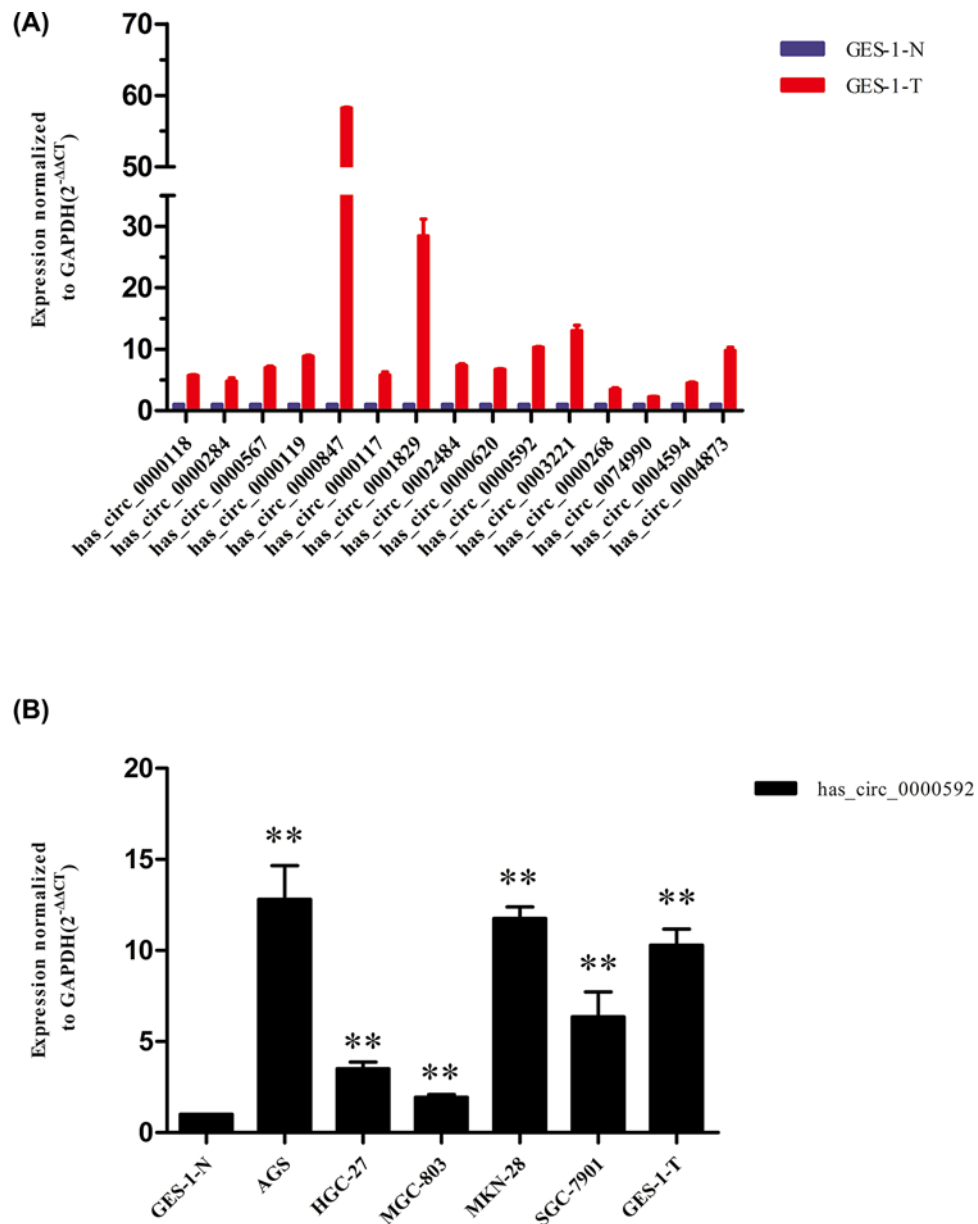 (A)
70
60
50
30
20
10
0
Expression normalized
to GAPDH(2-ΔΔCT)
GES-1-N
GES-1-T
has_circ_0000118
has_circ_0000284
has_circ_0000567
has_circ_0000119
has_circ_0000847
has_circ_0000117
has_circ_0001829
has_circ_0002484
has_circ_0000620
has_circ_0000592
has_circ_0003221
has_circ_0000268
has_circ_0074990
has_circ_0004594
has_circ_0004873
(B)
20
15
10
5
0
Expression normalized
to GAPDH(2-ΔΔCT)
has_circ_0000592
**
**
**
**
**
**
GES-1-N
AGS
HGC-27
MGC-803
MKN-28
SGC-7901
GES-1-T